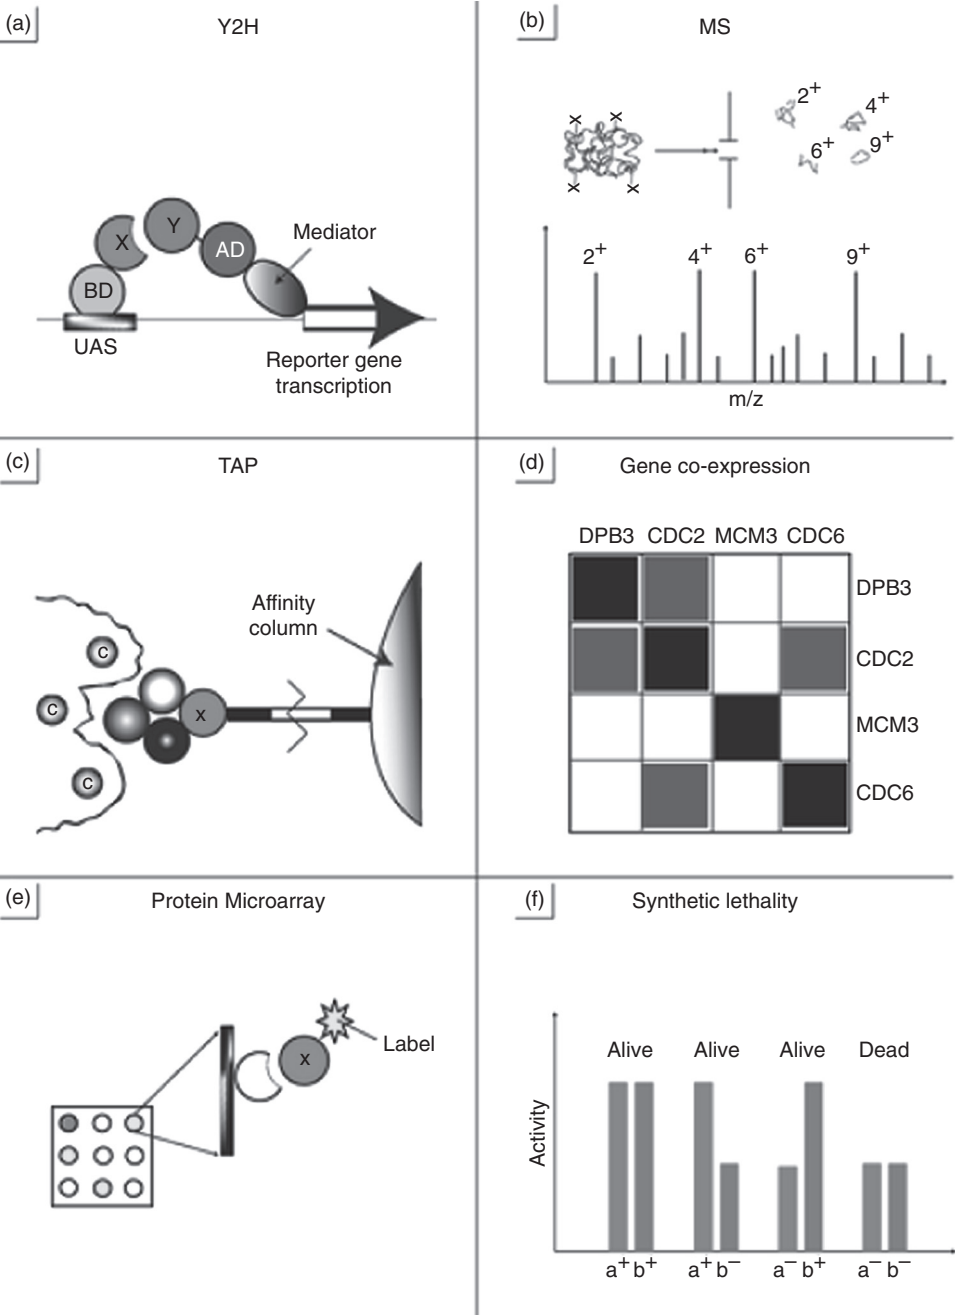 (a)
Y2H
X
Y
AD
BD
Mediator
UAS
Reporter gene
transcription
(b)
MS
x
x
x
x
2+
4+
6+
9+
2+ 4+ 6+ 9+
m/z
(c)
TAP
Affinity
column
c
c
c
x
(d)
Gene co-expression
DPB3 CDC2 MCM3 CDC6
DPB3
CDC2
MCM3
CDC6
(e)
Protein Microarray
x
Label
(f)
Synthetic lethality
Alive Alive Alive Dead
Activity
a+ b+ a+ b− a− b+ a− b−